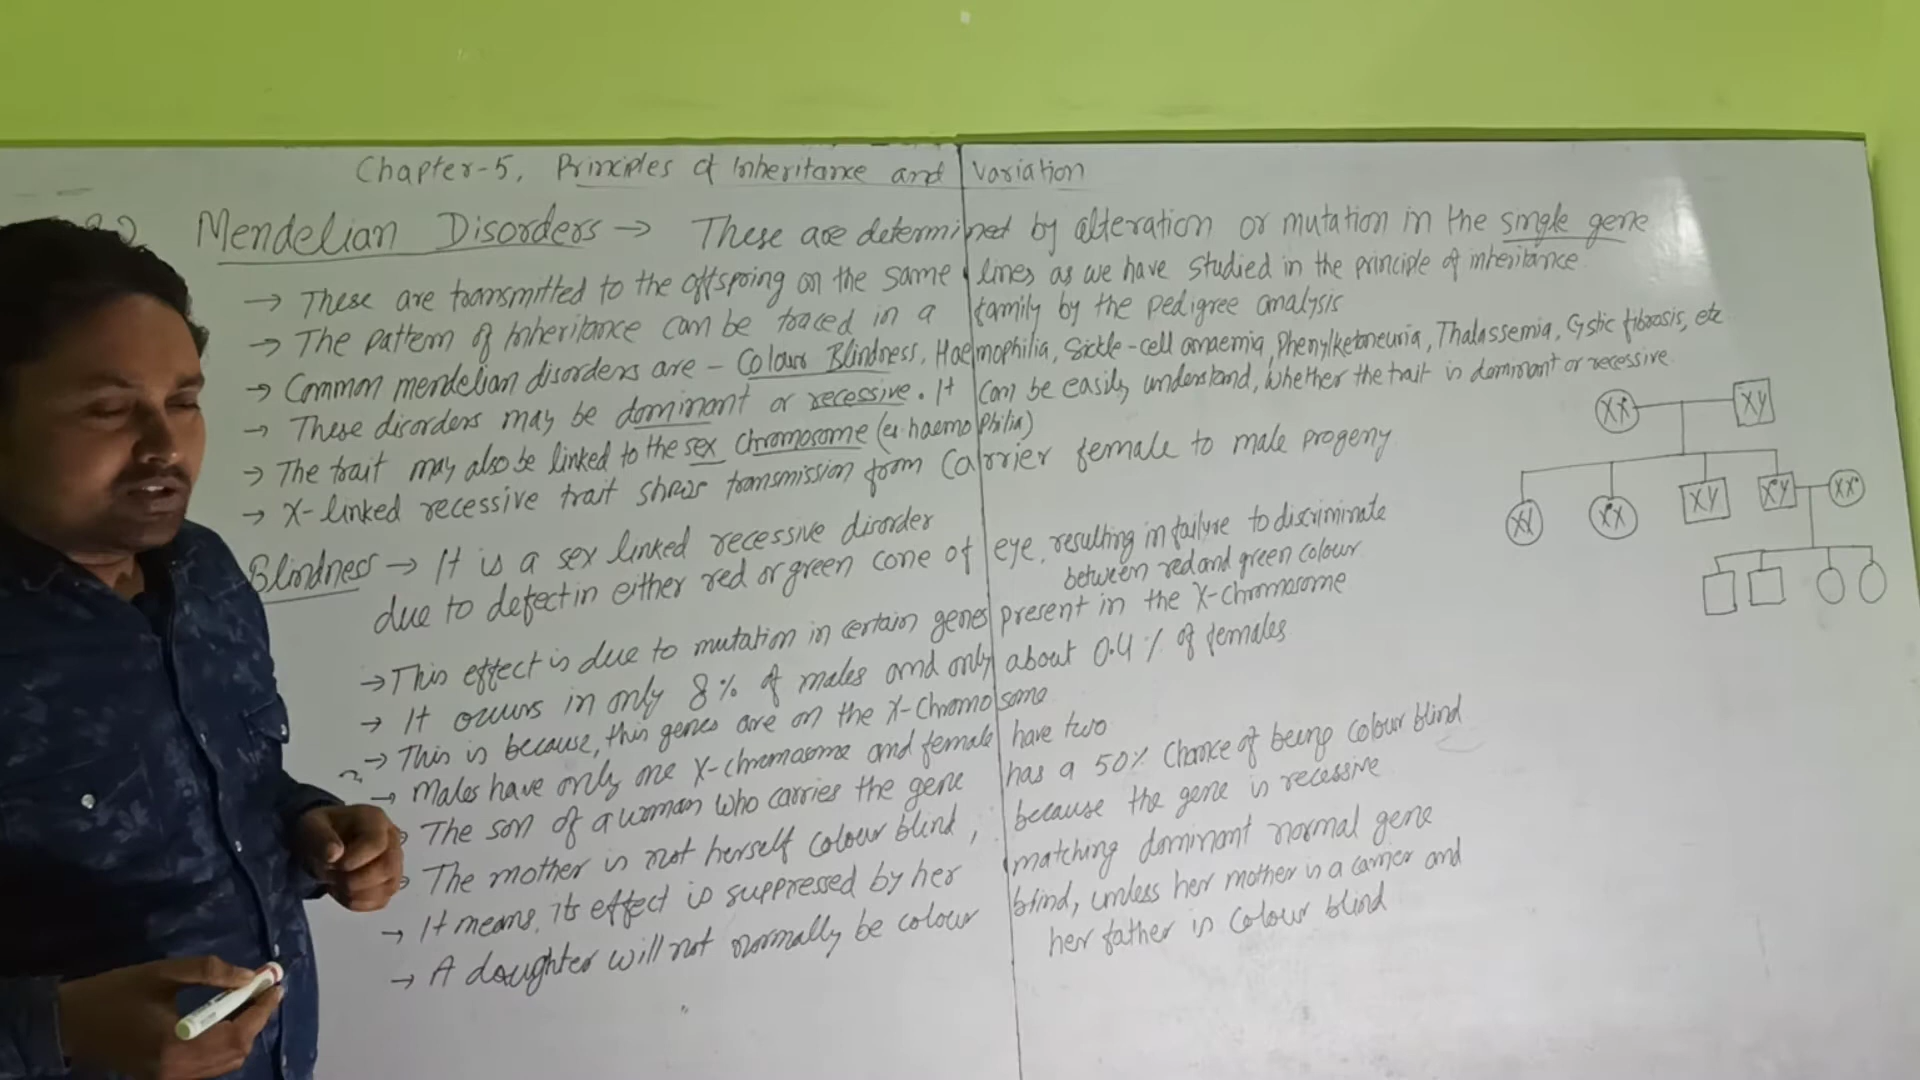 Chapter-5, Principles of Inheritance and Variation
Mendelian Disorders → These are determined by alteration or mutation in the single gene
→ These are transmitted to the offspring on the same lines as we have studied in the principle of inheritance
→ The pattern of Inheritance can be traced in a family by the pedigree analysis
→ Common mendelian disorders are - Colour Blindness, Haemophilia, Sickle-cell anaemia, Phenylketoneuria, Thalassemia, Cystic fibrosis, etc
→ These disorders may be dominant or recessive. It can be easily understand, whether the trait is dominant or recessive
→ The trait may also be linked to the sex chromosome (ex. haemophilia)
→ X-linked recessive trait shows transmission from carrier female to male progeny
Blindness → It is a sex linked recessive disorder
due to defect in either red or green cone of eye, resulting in failure to discriminate
between red and green colour
→ This effect is due to mutation in certain genes present in the X-chromosome
→ It occurs in only 8% of males and only about 0.4% of females
→ This is because, this genes are on the X-chromosome
→ Males have only one X-chromosome and female have two
The son of a woman who carries the gene has a 50% chance of being colour blind
The mother is not herself colour blind, because the gene is recessive
→ It means, its effect is suppressed by her matching dominant normal gene
→ A daughter will not normally be colour blind, unless her mother is a carrier and
her father is colour blind
XX XY
XX XX XY XY XX